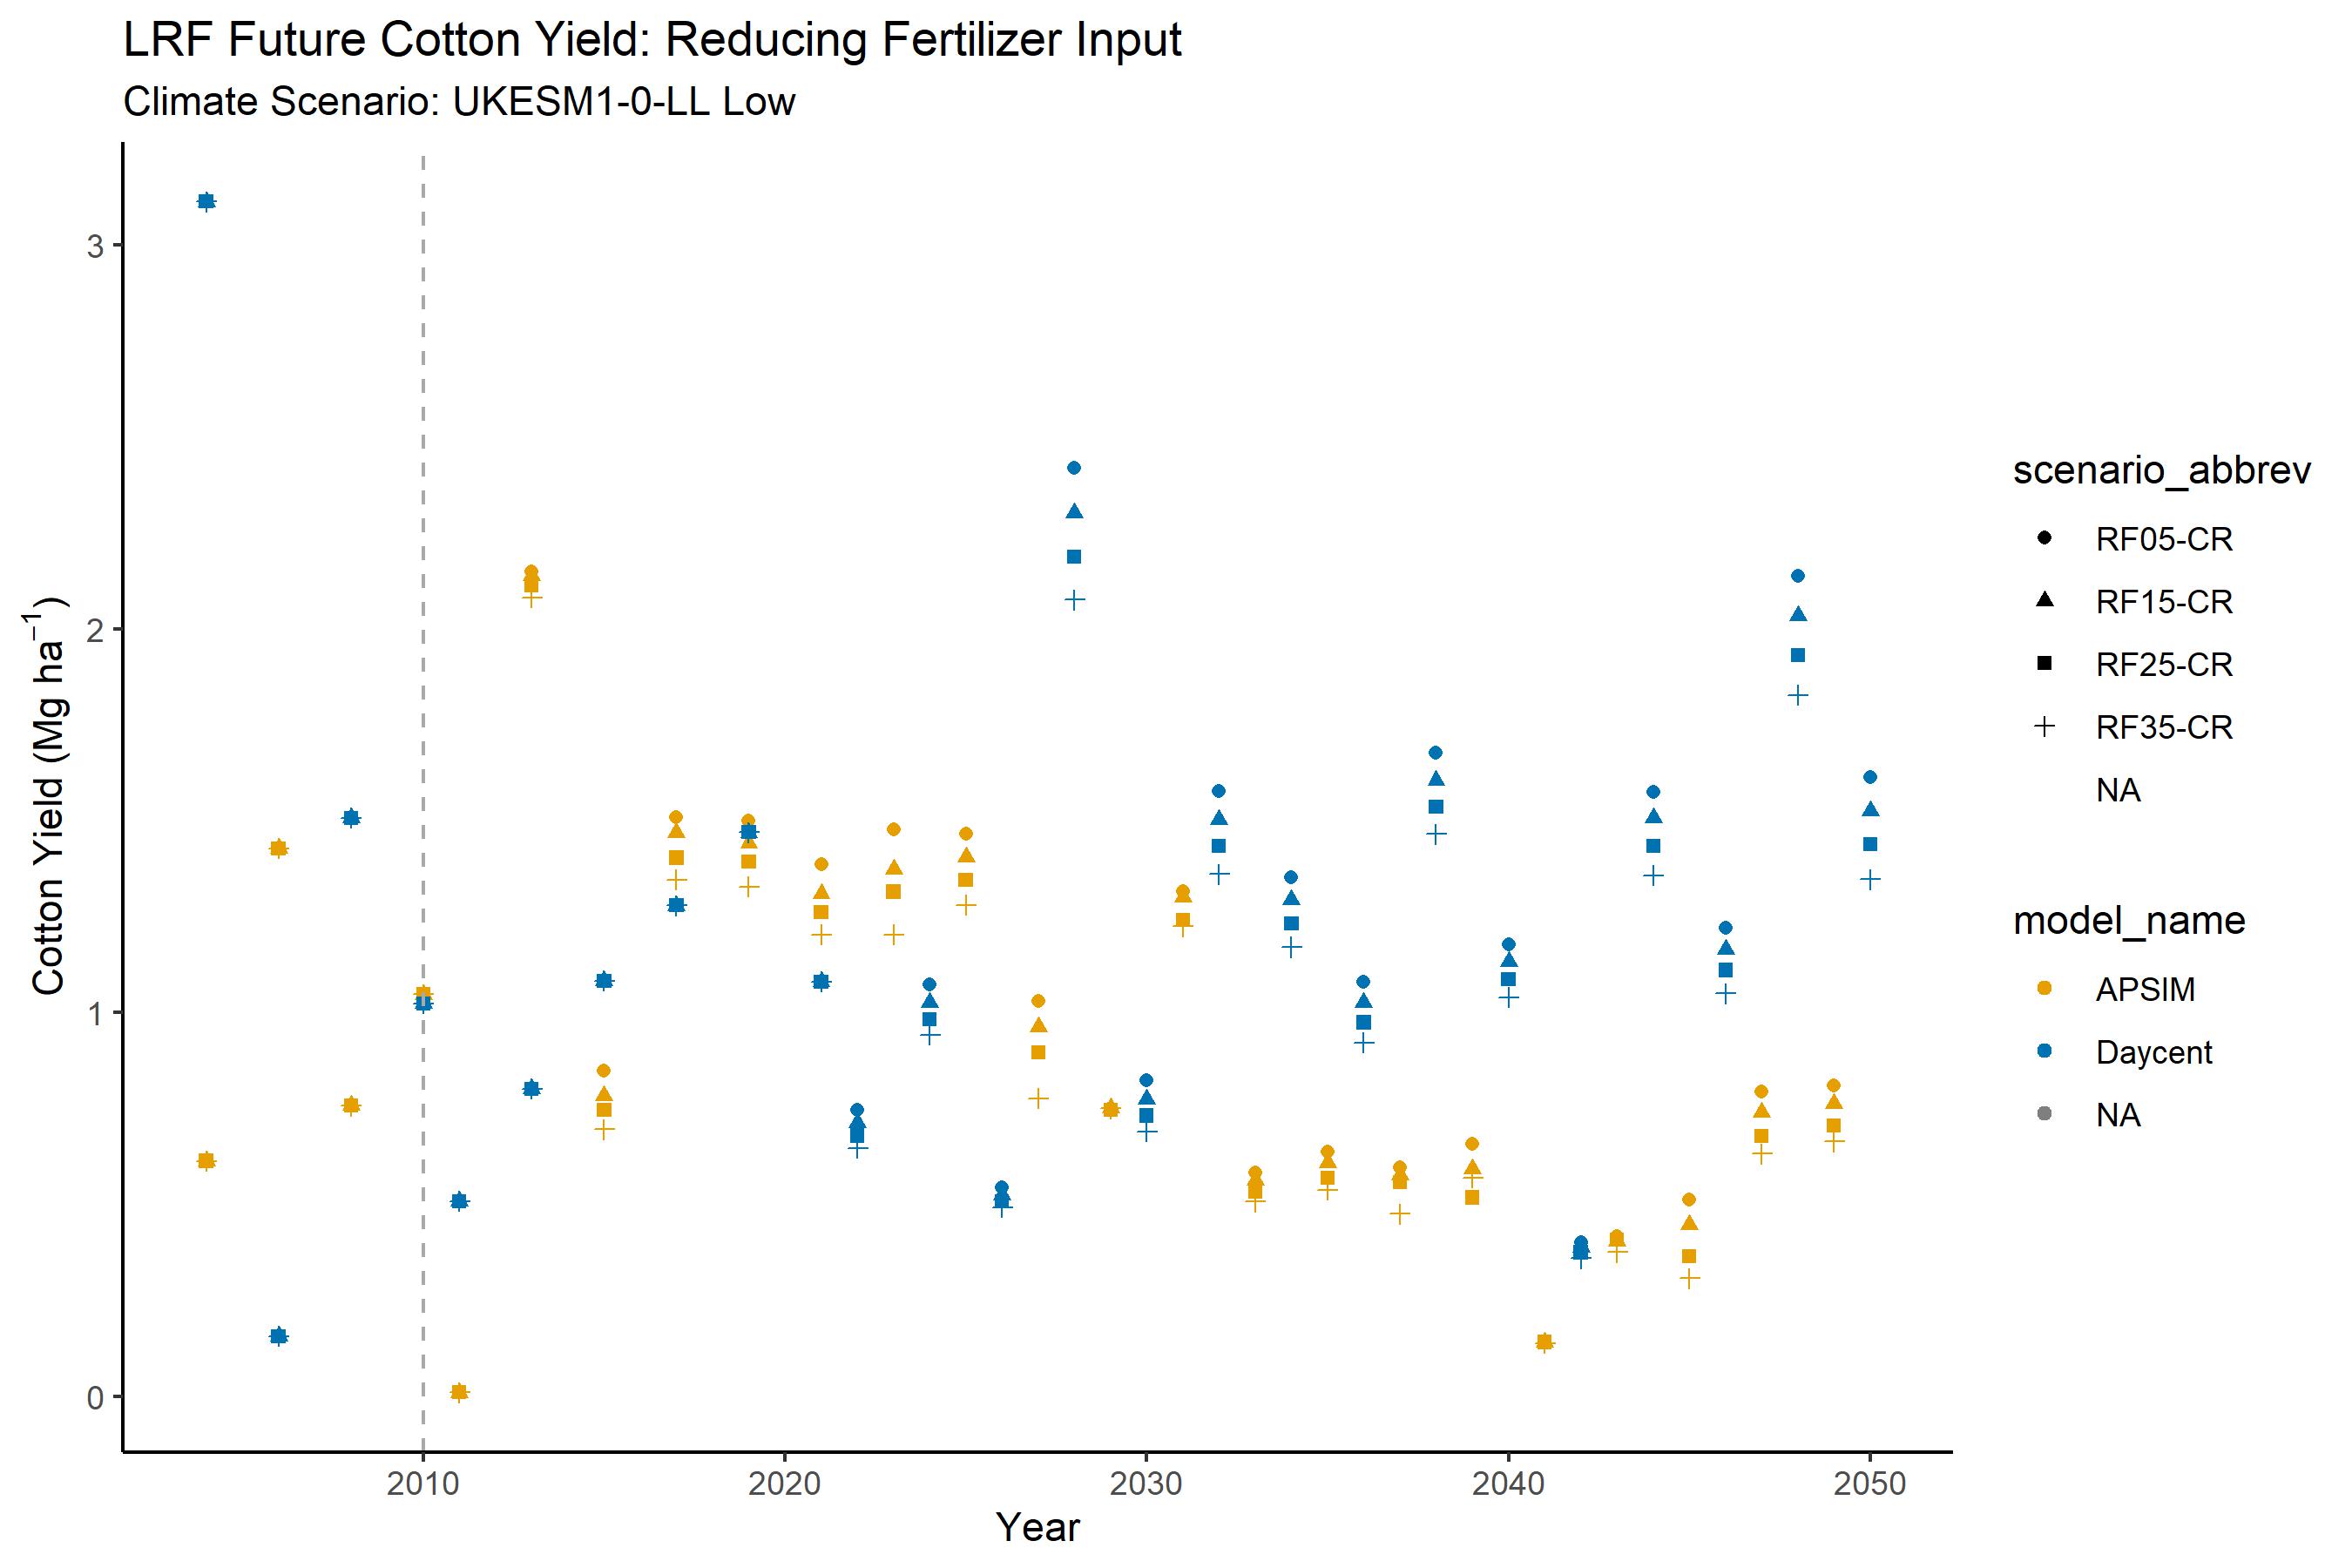 LRF Future Cotton Yield: Reducing Fertilizer Input
Climate Scenario: UKESM1-0-LL Low
Cotton Yield (Mg ha⁻¹)
3
2
1
0
2010
2020
2030
2040
2050
Year
scenario_abbrev
RF05-CR
RF15-CR
RF25-CR
RF35-CR
NA
model_name
APSIM
Daycent
NA